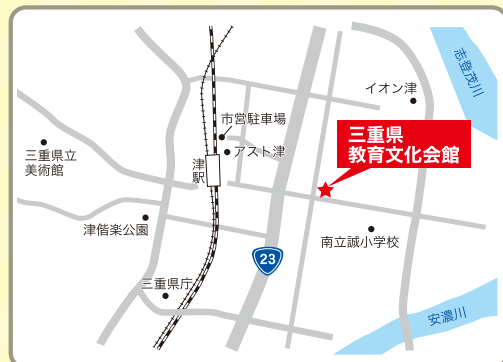 志登茂川
イオン津
市営駐車場
アスト津
三重県
教育文化会館
三重県立
美術館
津駅
津偕楽公園
南立誠小学校
23
三重県庁
安濃川